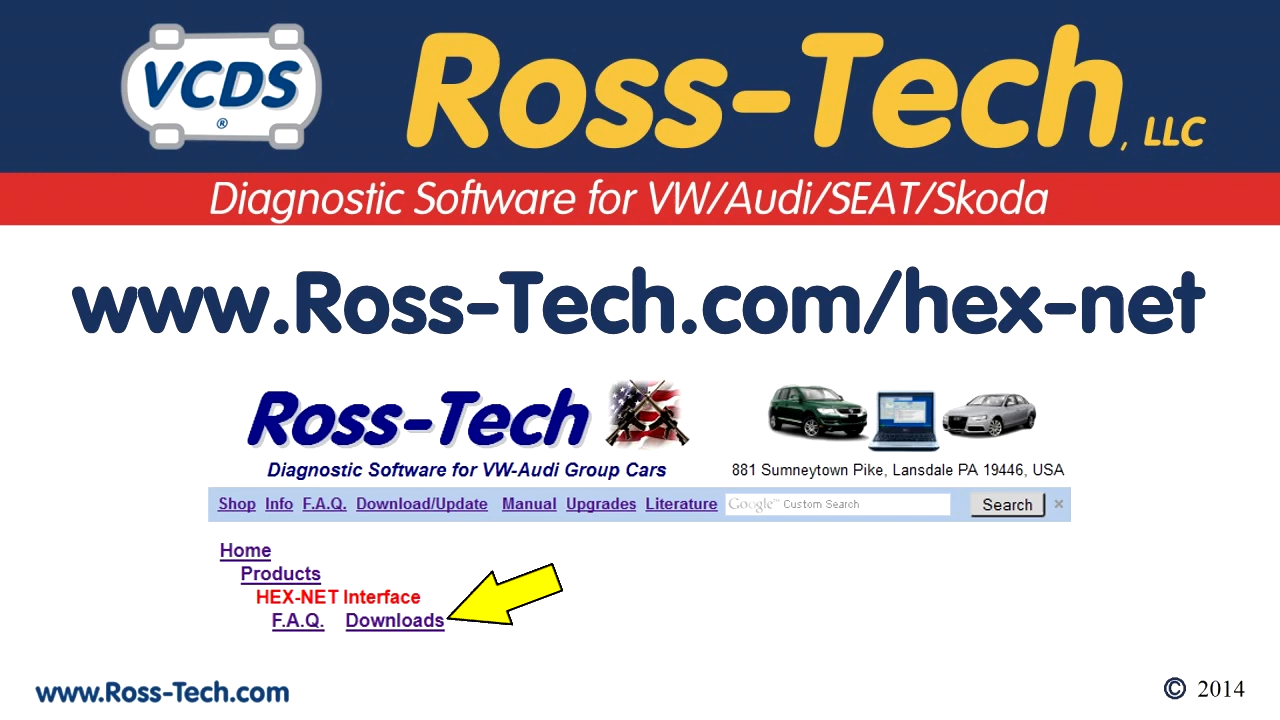 VCDS
®
Ross-Tech, LLC
Diagnostic Software for VW/Audi/SEAT/Skoda
www.Ross-Tech.com/hex-net
Ross-Tech
Diagnostic Software for VW-Audi Group Cars
881 Sumneytown Pike, Lansdale PA 19446, USA
Shop Info F.A.Q. Download/Update Manual Upgrades Literature Google™ Custom Search Search ×
Home
Products
HEX-NET Interface
F.A.Q. Downloads
www.Ross-Tech.com
© 2014